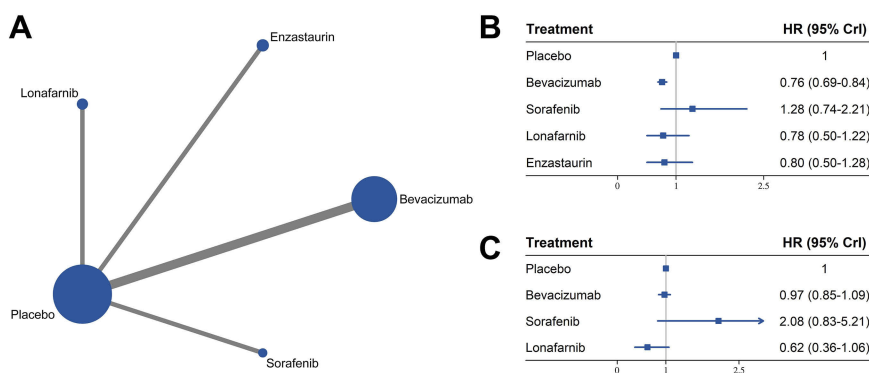 A
Enzastaurin
Lonafarnib
Bevacizumab
Placebo
Sorafenib
B
Treatment HR (95% CrI)
Placebo 1
Bevacizumab 0.76 (0.69-0.84)
Sorafenib 1.28 (0.74-2.21)
Lonafarnib 0.78 (0.50-1.22)
Enzastaurin 0.80 (0.50-1.28)
0 1 2.5
C
Treatment HR (95% CrI)
Placebo 1
Bevacizumab 0.97 (0.85-1.09)
Sorafenib 2.08 (0.83-5.21)
Lonafarnib 0.62 (0.36-1.06)
0 1 2.5